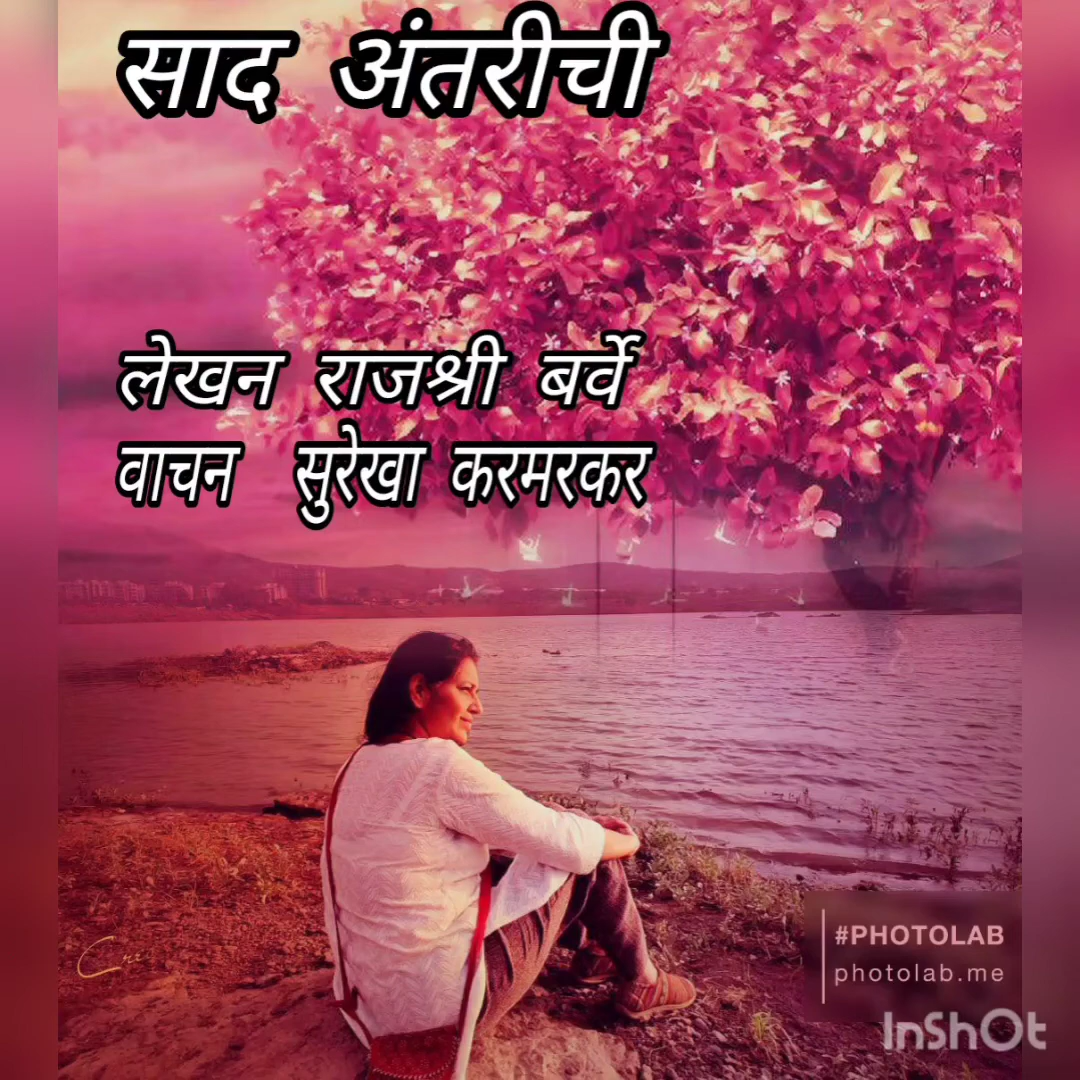 साद अंतरीची
लेखन राजश्री बर्वे
वाचन सुरेखा करमरकर
#PHOTOLAB
photolab.me
InShOt